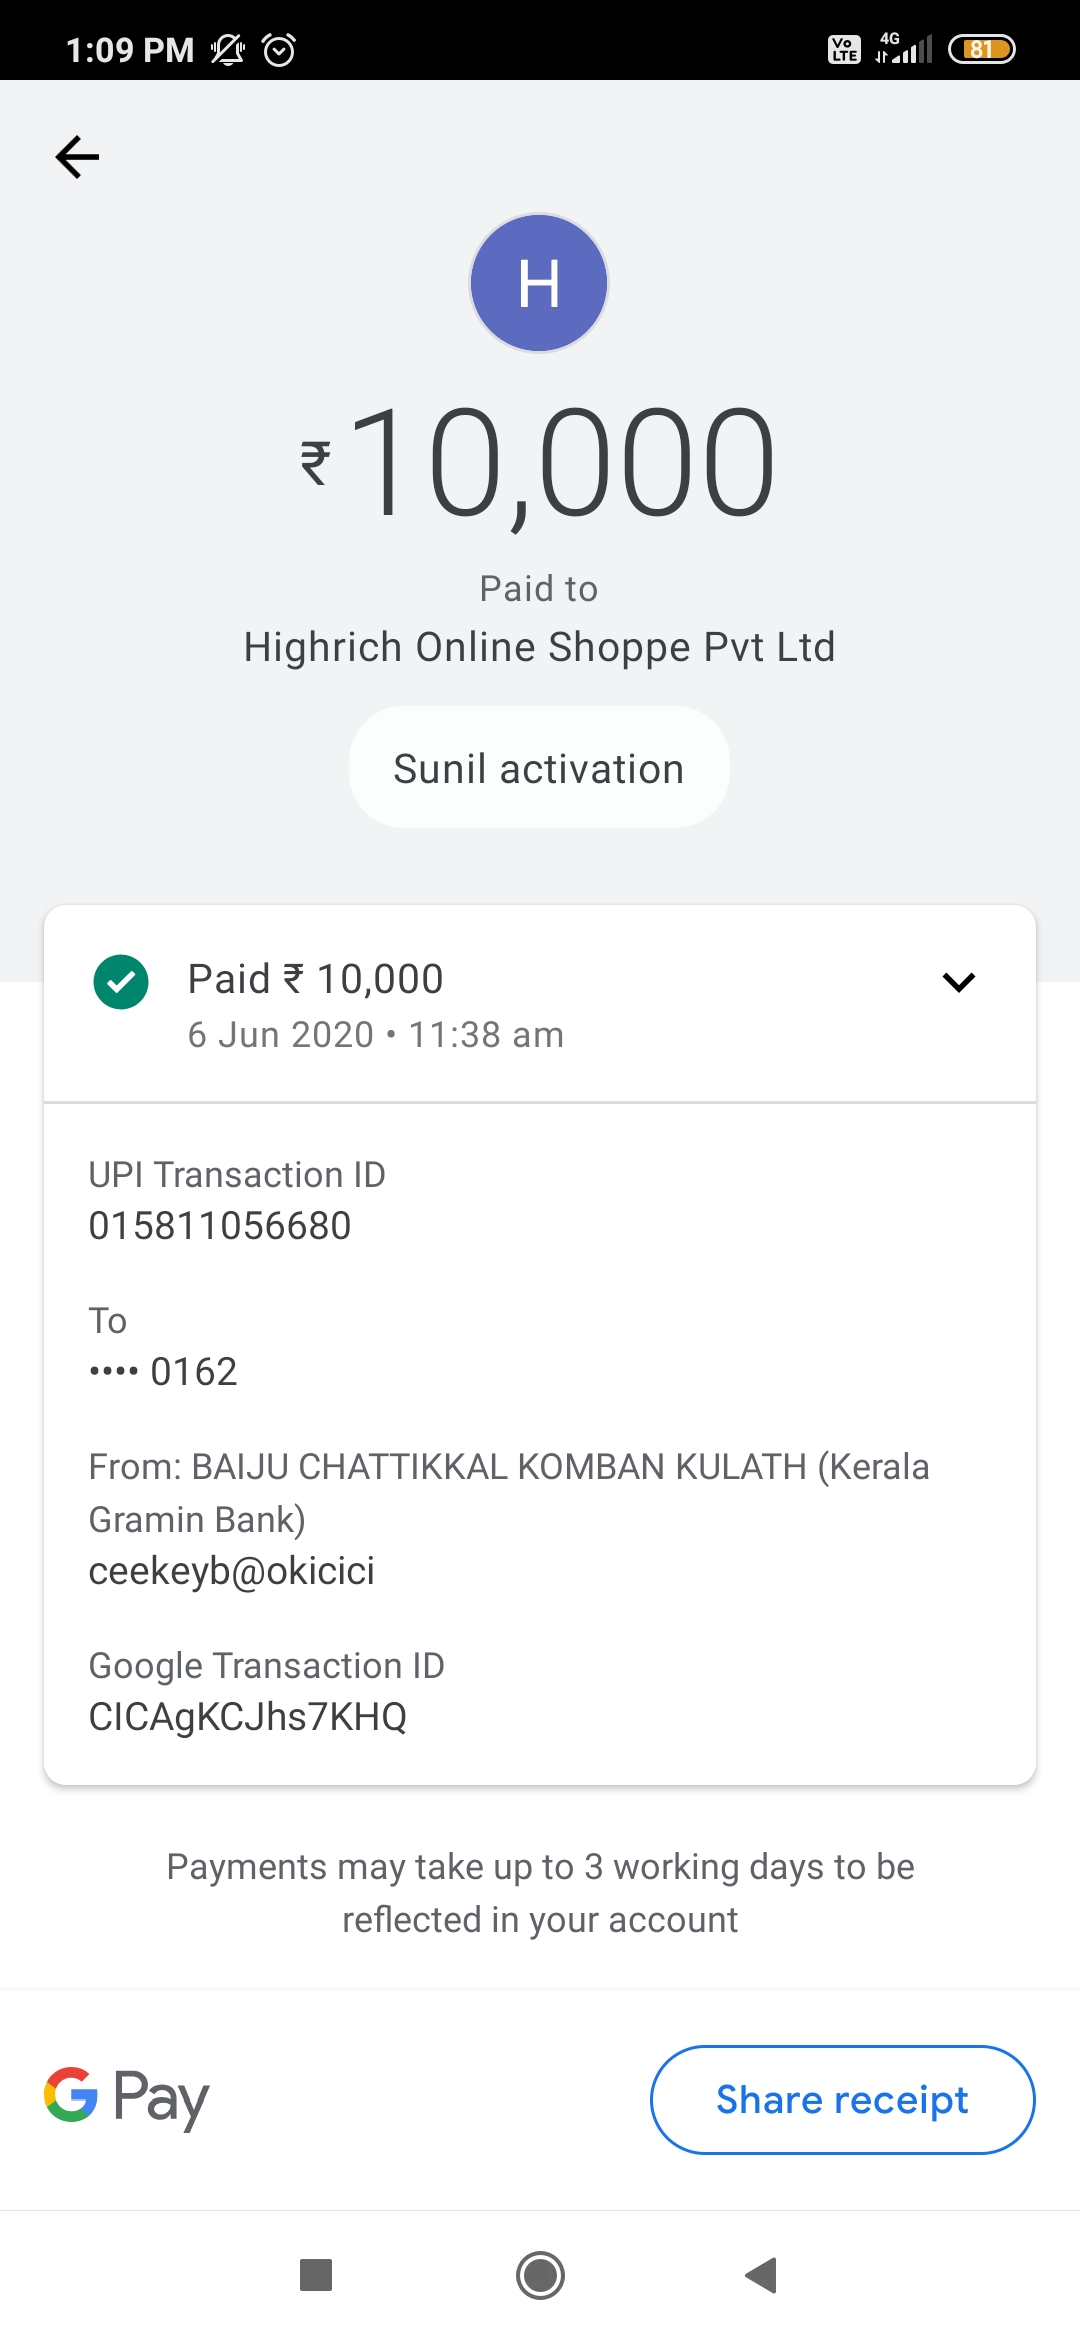 1:09 PM
Vo LTE 4G 81
H
₹10,000
Paid to
Highrich Online Shoppe Pvt Ltd
Sunil activation
Paid ₹ 10,000
6 Jun 2020 • 11:38 am
UPI Transaction ID
015811056680
To
•••• 0162
From: BAIJU CHATTIKKAL KOMBAN KULATH (Kerala
Gramin Bank)
ceekeyb@okicici
Google Transaction ID
CICAgKCJhs7KHQ
Payments may take up to 3 working days to be
reflected in your account
G Pay
Share receipt